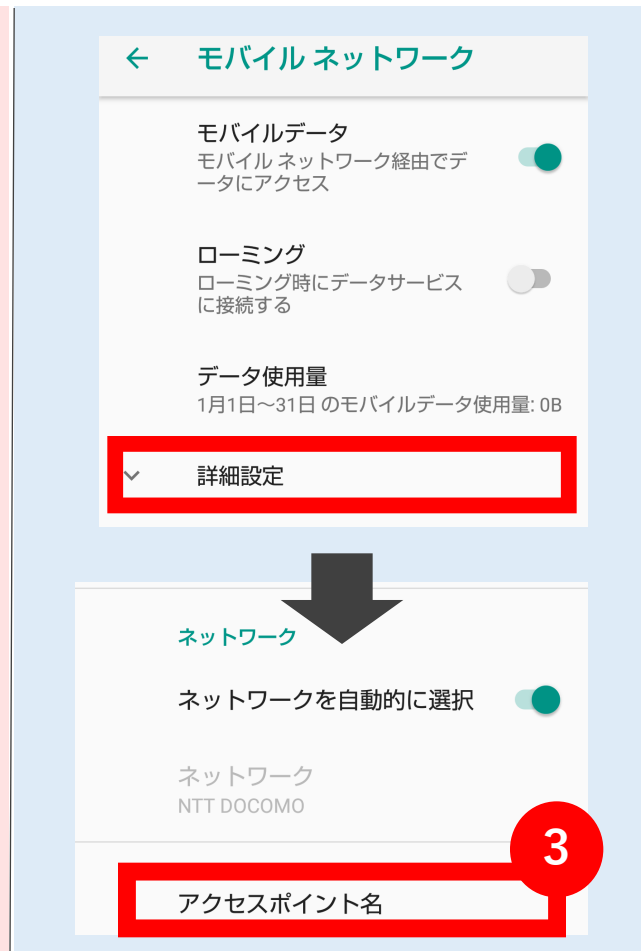 モバイル ネットワーク
モバイルデータ
モバイル ネットワーク経由でデ
ータにアクセス
ローミング
ローミング時にデータサービス
に接続する
データ使用量
1月1日～31日 のモバイルデータ使用量: 0B
詳細設定
ネットワーク
ネットワークを自動的に選択
ネットワーク
NTT DOCOMO
3
アクセスポイント名